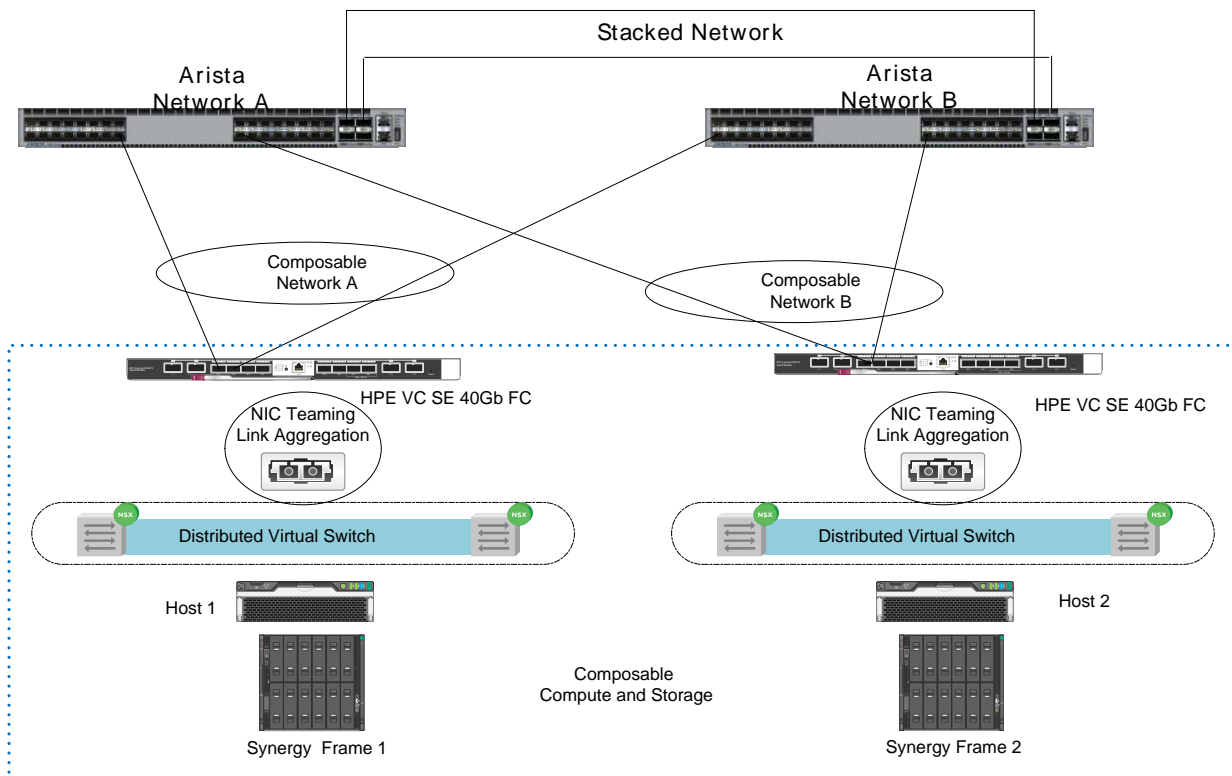 Stacked Network
Arista
Network A
Arista
Network B
Composable
Network A
Composable
Network B
HPE VC SE 40Gb FC
HPE VC SE 40Gb FC
NIC Teaming
Link Aggregation
NIC Teaming
Link Aggregation
NSX
NSX
Distributed Virtual Switch
NSX
NSX
Distributed Virtual Switch
Host 1
Host 2
Composable
Compute and Storage
Synergy Frame 1
Synergy Frame 2